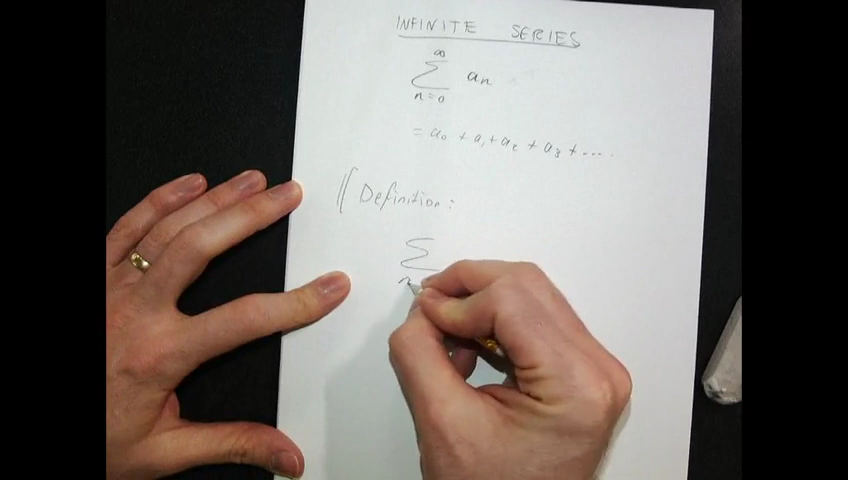 INFINITE SERIES
∞
∑ aₙ
n=0
= a₀ + a₁ + a₂ + a₃ + ....
Definition:
∑
n